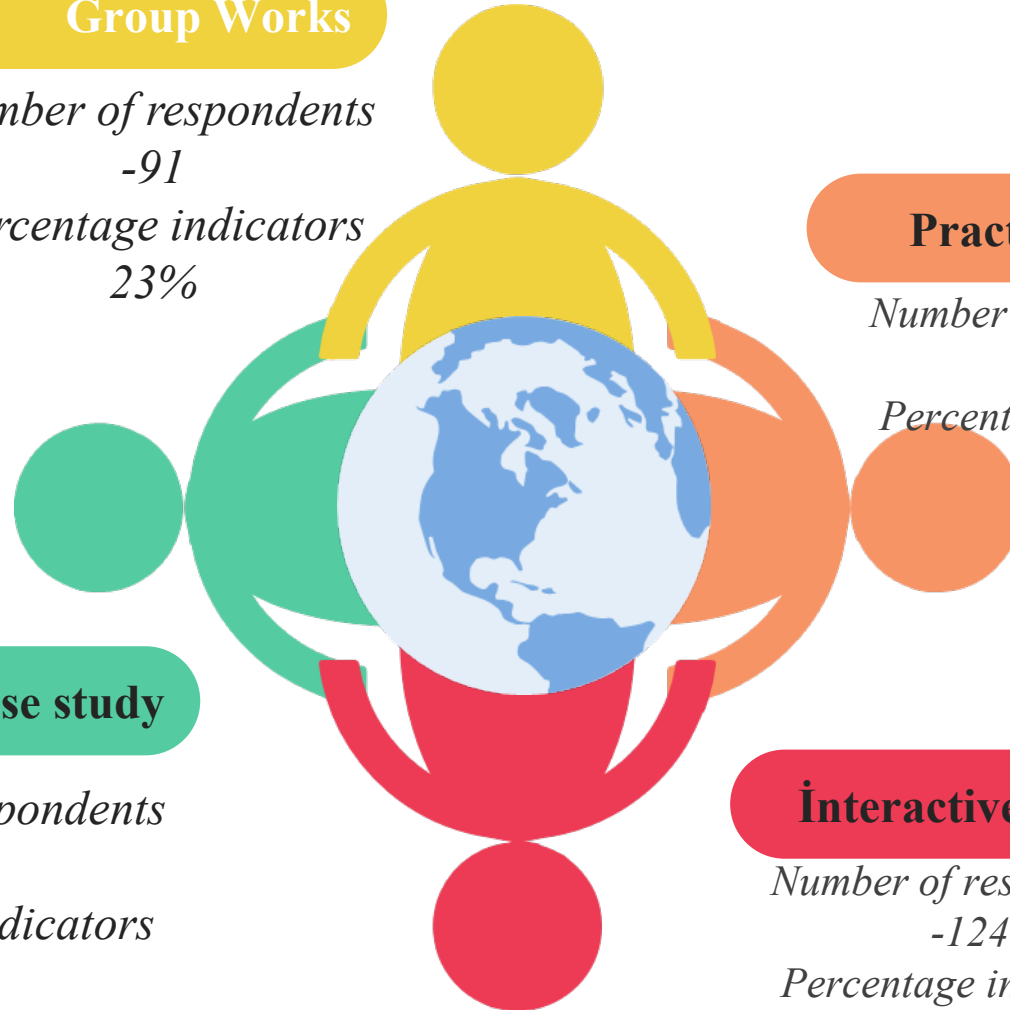 Group Works
mber of respondents
-91
rcentage indicators
23%
Pract
Number
Percent
se study
pondents
dicators
İnteractive
Number of res
-124
Percentage in